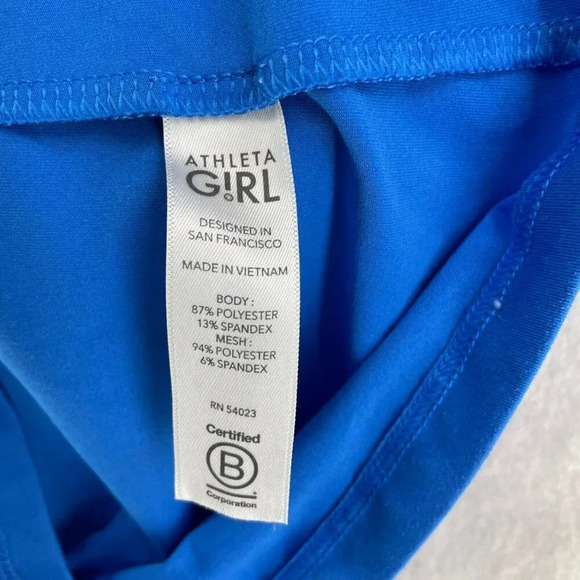 ATHLETA
G!RL
DESIGNED IN
SAN FRANCISCO
MADE IN VIETNAM
BODY :
87% POLYESTER
13% SPANDEX
MESH :
94% POLYESTER
6% SPANDEX
RN 54023
Certified
B
Corporation